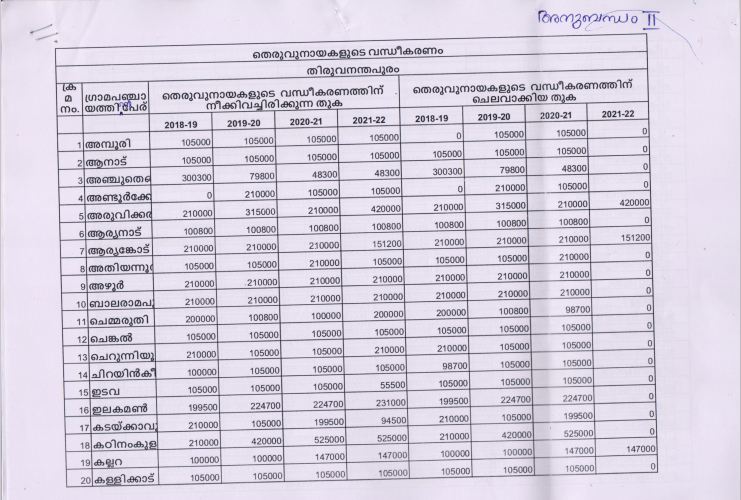 അനുബന്ധം II
തെരുവുനായകളുടെ വന്ധീകരണം
തിരുവനന്തപുരം
ക്ര മ നം. ഗ്രാമപഞ്ചാ യത്ത് പേര് തെരുവുനായകളുടെ വന്ധീകരണത്തിന് നീക്കിവച്ചിരിക്കുന്ന തുക തെരുവുനായകളുടെ വന്ധീകരണത്തിന് ചെലവാക്കിയ തുക
2018-19 2019-20 2020-21 2021-22 2018-19 2019-20 2020-21 2021-22
1 അമ്പൂരി 105000 105000 105000 105000 0 105000 105000 0
2 ആനാട് 105000 105000 105000 105000 105000 105000 105000 0
3 അഞ്ചുതെ 300300 79800 48300 48300 300300 79800 48300 0
4 അണ്ടൂർക്കോ 0 210000 105000 105000 0 210000 105000 0
5 അരുവിക്കര 210000 315000 210000 420000 210000 315000 210000 420000
6 ആര്യനാട് 100800 100800 100800 100800 100800 100800 100800 0
7 ആര്യങ്കോട് 210000 210000 210000 151200 210000 210000 210000 151200
8 അതിയന്നൂ 105000 105000 210000 105000 105000 105000 210000 0
9 അഴൂർ 210000 210000 210000 210000 210000 210000 210000 0
10 ബാലരാമപു 210000 210000 210000 210000 210000 210000 210000 0
11 ചെമ്മരുതി 200000 100800 100000 200000 200000 100800 98700 0
12 ചെങ്കൽ 105000 105000 105000 105000 105000 105000 105000 0
13 ചെറുന്നിയൂ 210000 105000 105000 210000 210000 105000 105000 0
14 ചിറയിൻകീ 100000 105000 105000 105000 98700 105000 105000 0
15 ഇടവ 105000 105000 105000 55500 105000 105000 105000 0
16 ഇലകമൺ 199500 224700 224700 231000 199500 224700 224700 0
17 കടയ്ക്കാവൂ 210000 105000 199500 94500 210000 105000 199500 0
18 കഠിനംകുള 210000 420000 525000 525000 210000 420000 525000 0
19 കല്ലറ 100000 100000 147000 147000 100000 100000 147000 147000
20 കള്ളിക്കാട് 105000 105000 105000 105000 105000 105000 105000 0